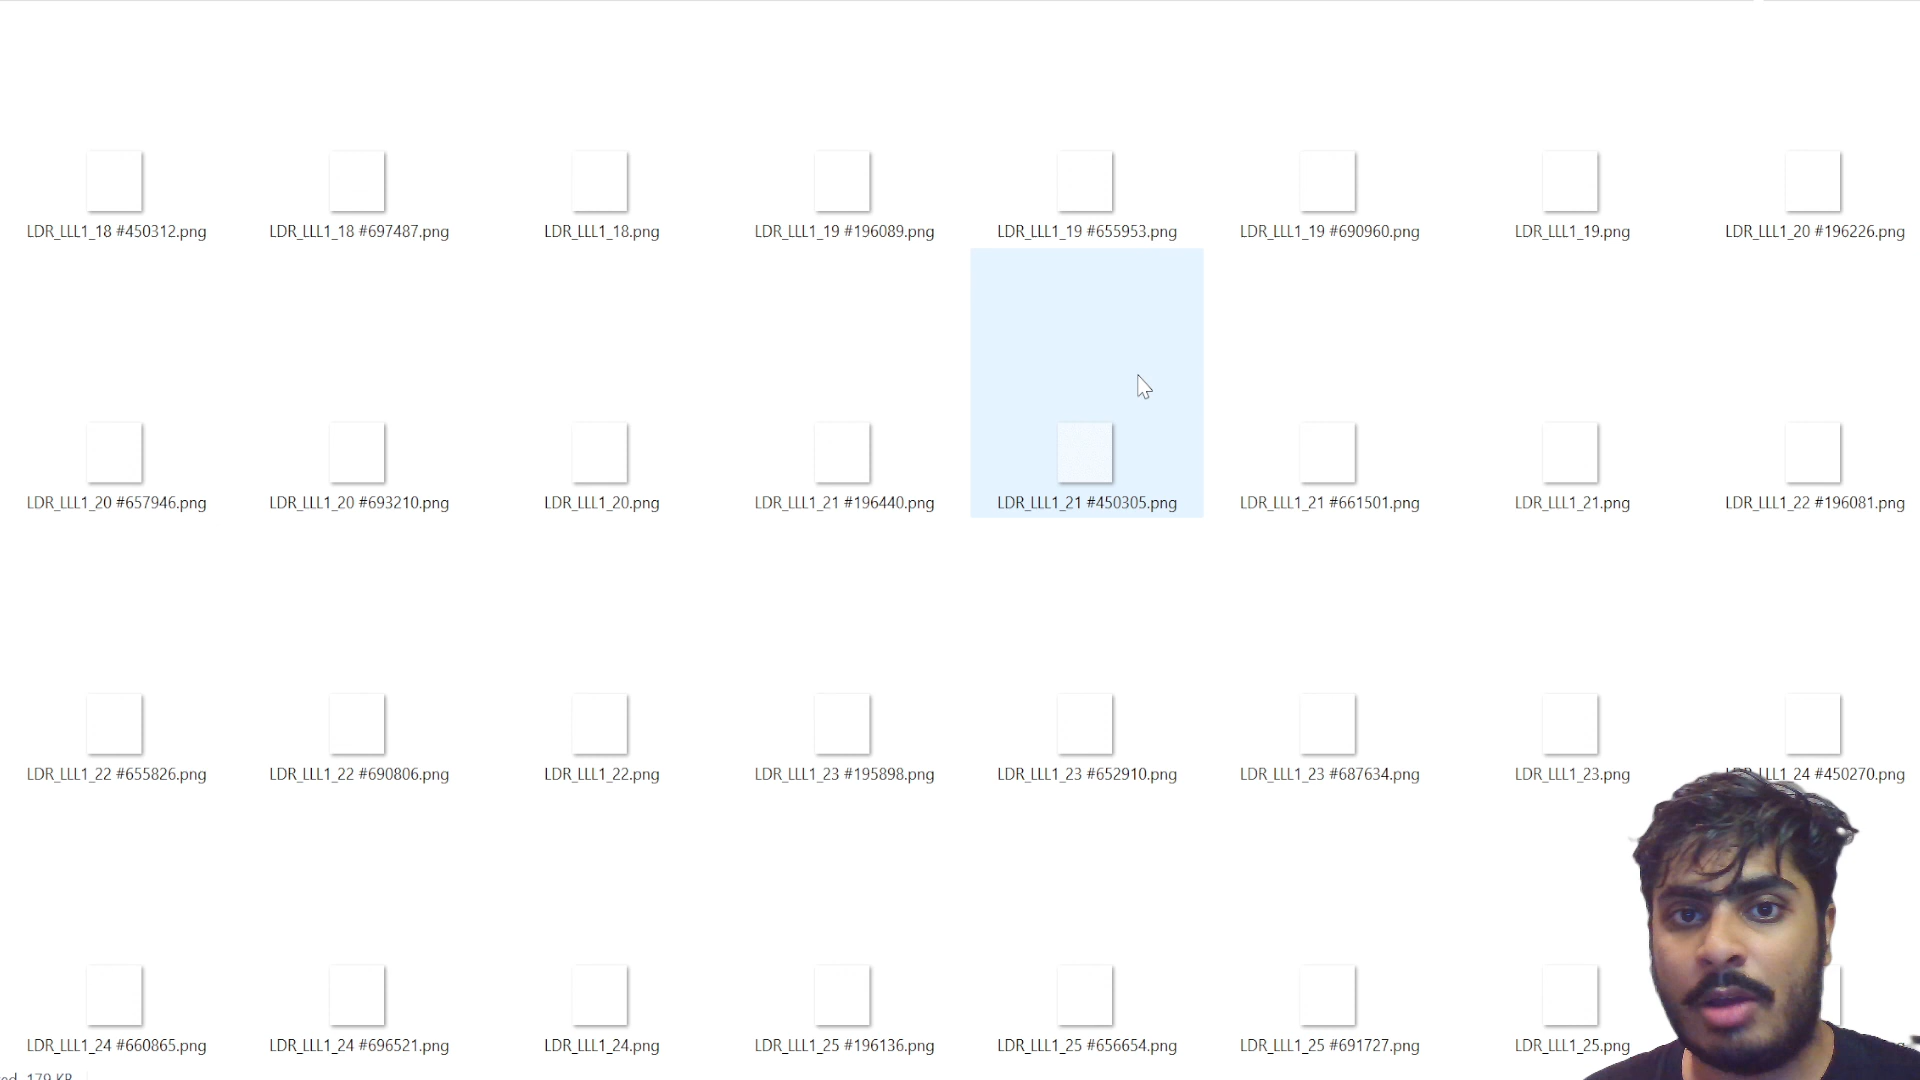 LDR_LLL1_18 #450312.png
LDR_LLL1_18 #697487.png
LDR_LLL1_18.png
LDR_LLL1_19 #196089.png
LDR_LLL1_19 #655953.png
LDR_LLL1_19 #690960.png
LDR_LLL1_19.png
LDR_LLL1_20 #196226.png
LDR_LLL1_20 #657946.png
LDR_LLL1_20 #693210.png
LDR_LLL1_20.png
LDR_LLL1_21 #196440.png
LDR_LLL1_21 #450305.png
LDR_LLL1_21 #661501.png
LDR_LLL1_21.png
LDR_LLL1_22 #196081.png
LDR_LLL1_22 #655826.png
LDR_LLL1_22 #690806.png
LDR_LLL1_22.png
LDR_LLL1_23 #195898.png
LDR_LLL1_23 #652910.png
LDR_LLL1_23 #687634.png
LDR_LLL1_23.png
LDR_LLL1_24 #450270.png
LDR_LLL1_24 #660865.png
LDR_LLL1_24 #696521.png
LDR_LLL1_24.png
LDR_LLL1_25 #196136.png
LDR_LLL1_25 #656654.png
LDR_LLL1_25 #691727.png
LDR_LLL1_25.png
179 KB